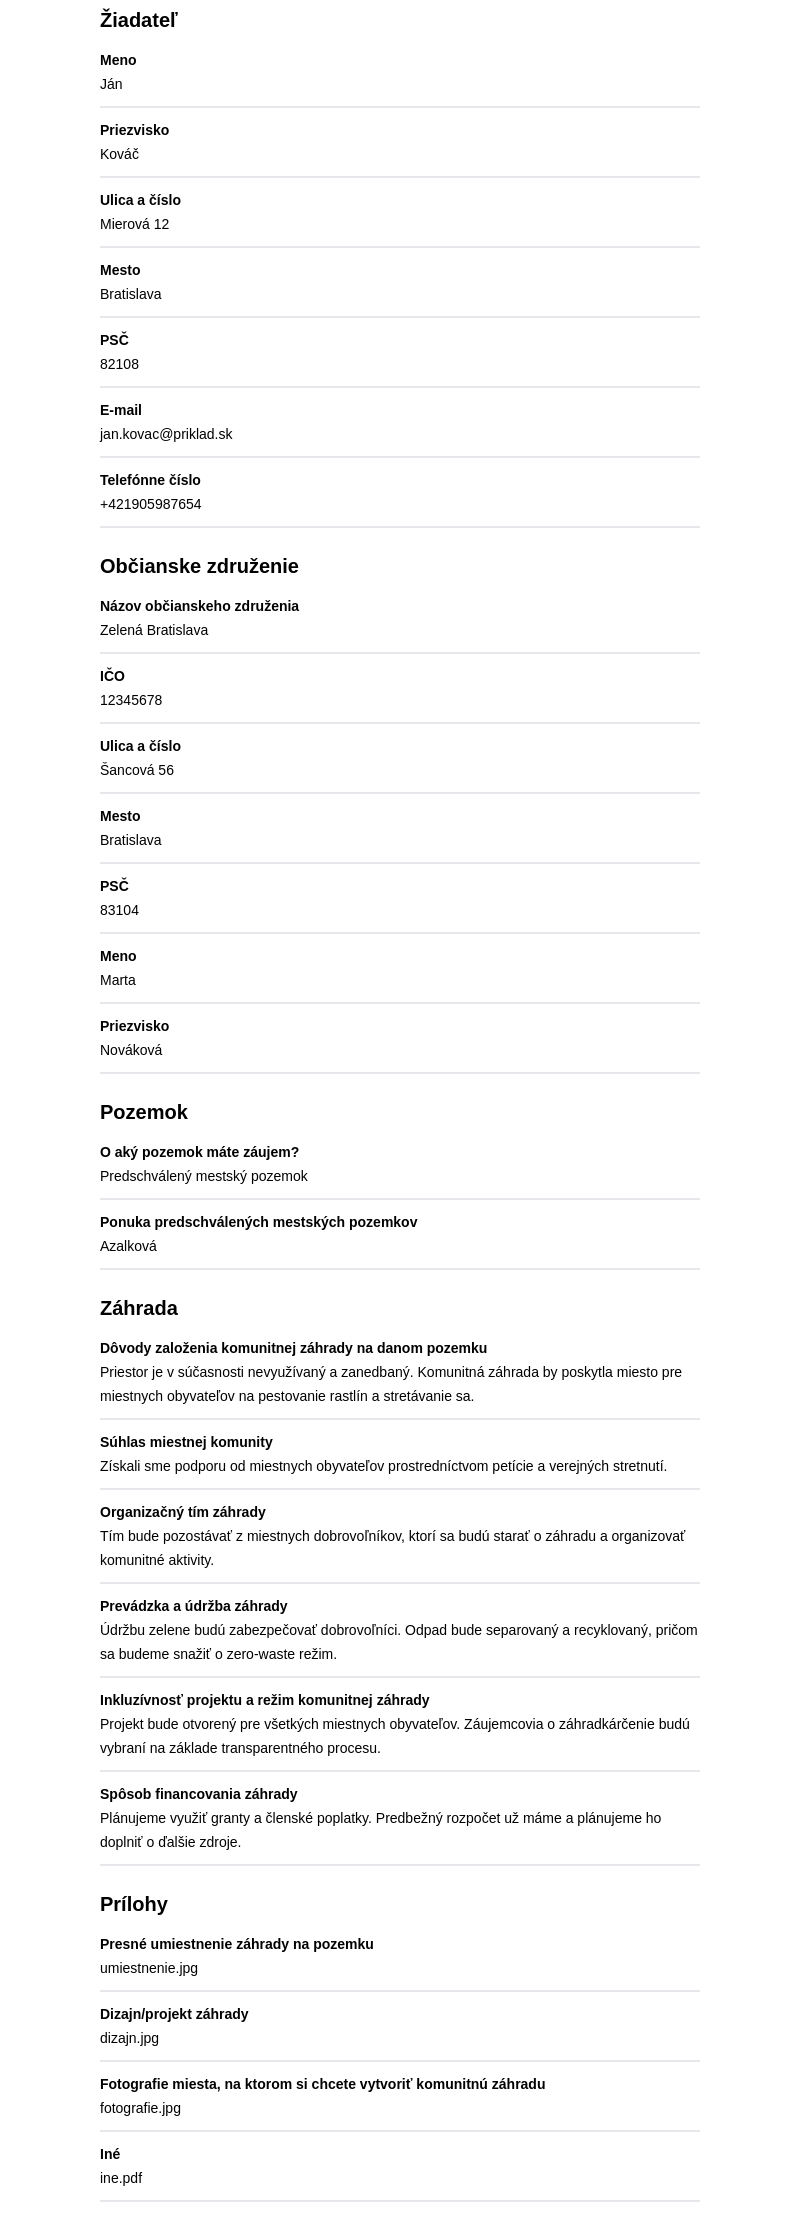 Žiadateľ
Meno
Ján
Priezvisko
Kováč
Ulica a číslo
Mierová 12
Mesto
Bratislava
PSČ
82108
E-mail
jan.kovac@priklad.sk
Telefónne číslo
+421905987654
Občianske združenie
Názov občianskeho združenia
Zelená Bratislava
IČO
12345678
Ulica a číslo
Šancová 56
Mesto
Bratislava
PSČ
83104
Meno
Marta
Priezvisko
Nováková
Pozemok
O aký pozemok máte záujem?
Predschválený mestský pozemok
Ponuka predschválených mestských pozemkov
Azalková
Záhrada
Dôvody založenia komunitnej záhrady na danom pozemku
Priestor je v súčasnosti nevyužívaný a zanedbaný. Komunitná záhrada by poskytla miesto pre
miestnych obyvateľov na pestovanie rastlín a stretávanie sa.
Súhlas miestnej komunity
Získali sme podporu od miestnych obyvateľov prostredníctvom petície a verejných stretnutí.
Organizačný tím záhrady
Tím bude pozostávať z miestnych dobrovoľníkov, ktorí sa budú starať o záhradu a organizovať
komunitné aktivity.
Prevádzka a údržba záhrady
Údržbu zelene budú zabezpečovať dobrovoľníci. Odpad bude separovaný a recyklovaný, pričom
sa budeme snažiť o zero-waste režim.
Inkluzívnosť projektu a režim komunitnej záhrady
Projekt bude otvorený pre všetkých miestnych obyvateľov. Záujemcovia o záhradkárčenie budú
vybraní na základe transparentného procesu.
Spôsob financovania záhrady
Plánujeme využiť granty a členské poplatky. Predbežný rozpočet už máme a plánujeme ho
doplniť o ďalšie zdroje.
Prílohy
Presné umiestnenie záhrady na pozemku
umiestnenie.jpg
Dizajn/projekt záhrady
dizajn.jpg
Fotografie miesta, na ktorom si chcete vytvoriť komunitnú záhradu
fotografie.jpg
Iné
ine.pdf